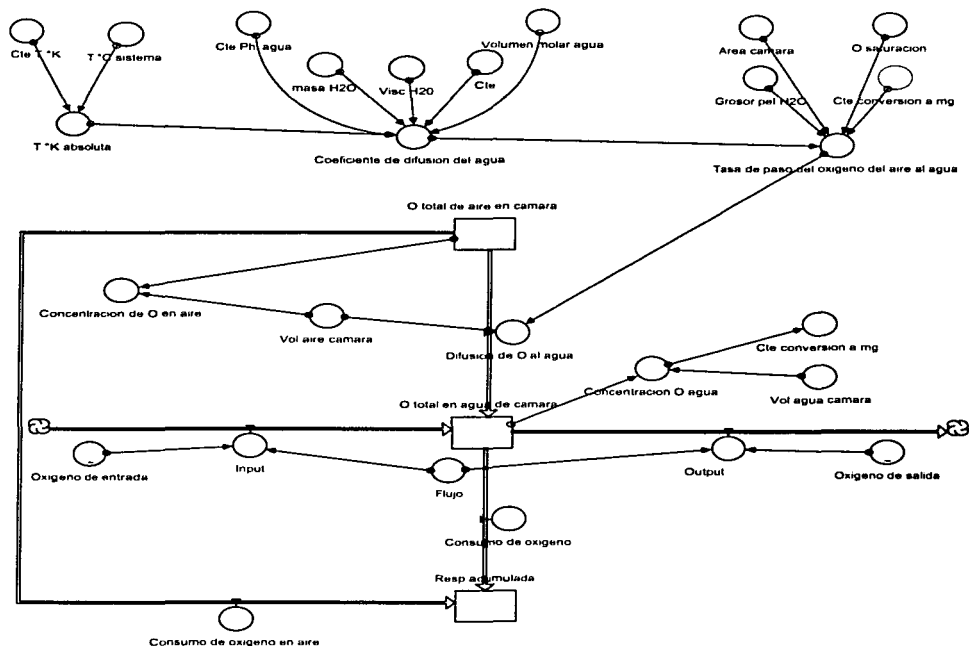 Cte T °K
T °C sistema
Cte Ph agua
masa H2O
Visc H20
Cte
Volumen molar agua
Area camara
O saturacion
Grosor pel H2O
Cte conversion a mg
T °K absoluta
Coeficiente de difusion del agua
Tasa de paso del oxigeno del aire al agua
O total de aire en camara
Concentracion de O en aire
Vol aire camara
Difusion de O al agua
Cte conversion a mg
Concentracion O agua
Vol agua camara
O total en agua de camara
Oxigeno de entrada
Input
Flujo
Output
Oxigeno de salida
Consumo de oxigeno
Resp acumulada
Consumo de oxigeno en aire